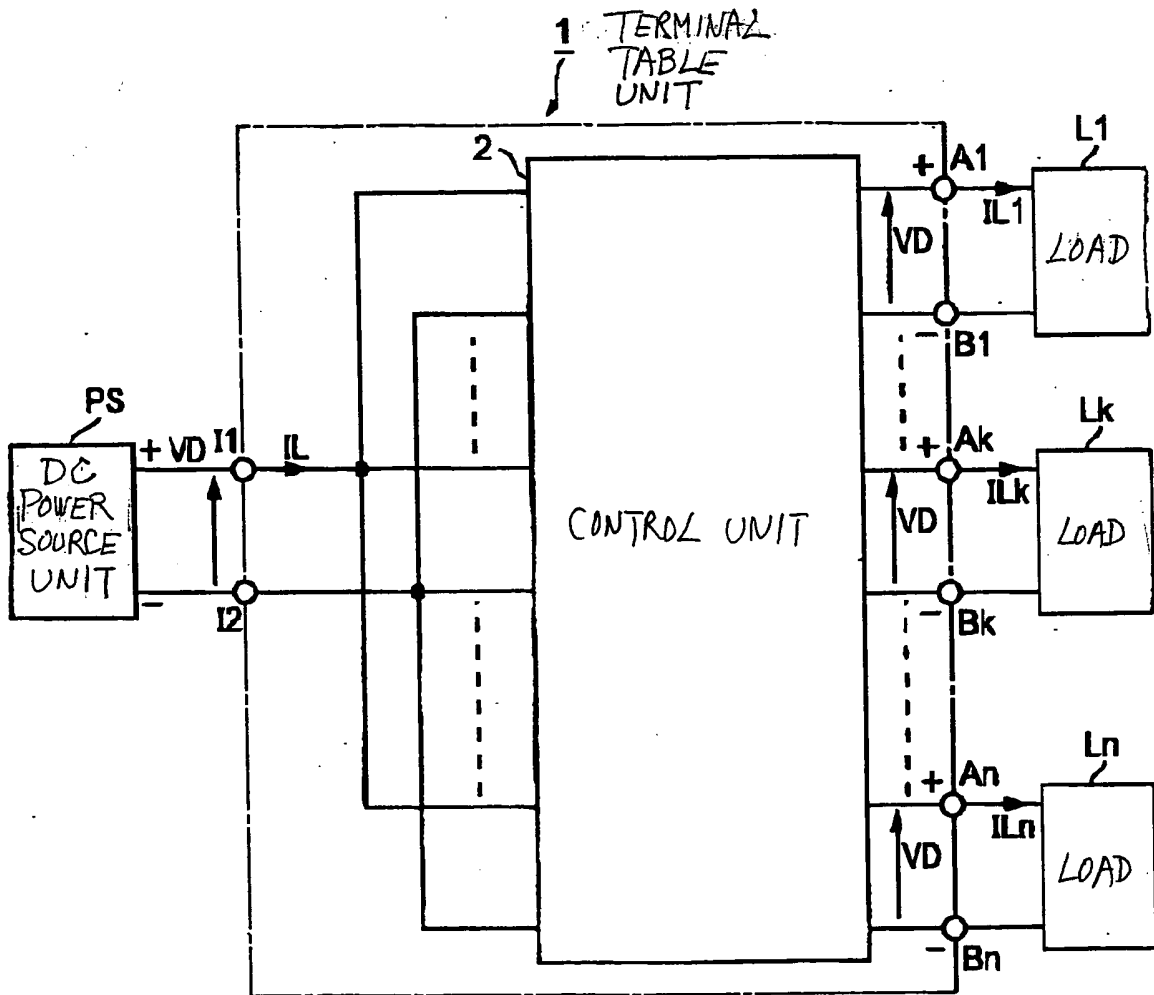 1 TERMINAL
TABLE
UNIT
2
+ A1
L1
IL1
VD
LOAD
− B1
PS
+ VD I1 IL
DC
POWER
SOURCE
UNIT
− I2
CONTROL UNIT
+ Ak
Lk
ILk
VD
LOAD
− Bk
+ An
Ln
ILn
VD
LOAD
− Bn